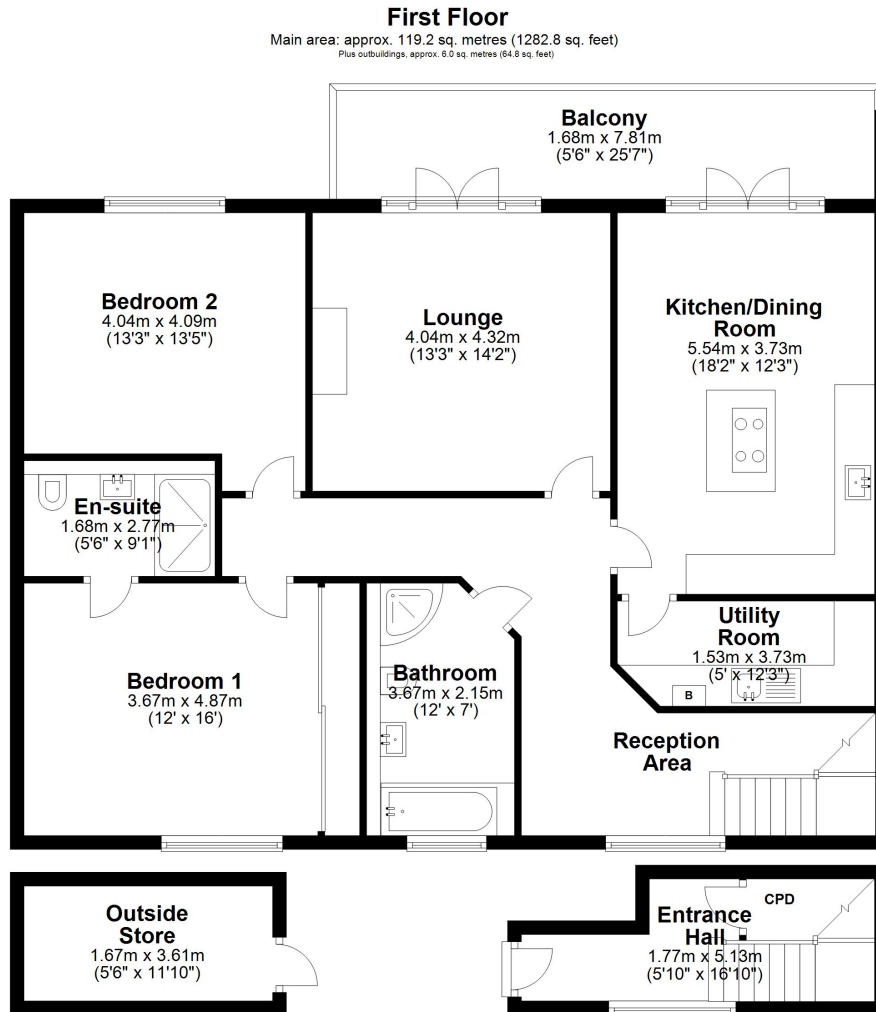 First Floor
Main area: approx. 119.2 sq. metres (1282.8 sq. feet)
Plus outbuildings, approx. 6.0 sq. metres (64.8 sq. feet)
Balcony
1.68m x 7.81m
(5'6" x 25'7")
Bedroom 2
4.04m x 4.09m
(13'3" x 13'5")
Lounge
4.04m x 4.32m
(13'3" x 14'2")
Kitchen/Dining
Room
5.54m x 3.73m
(18'2" x 12'3")
En-suite
1.68m x 2.77m
(5'6" x 9'1")
Utility
Room
1.53m x 3.73m
(5' x 12'3")
B
Bedroom 1
3.67m x 4.87m
(12' x 16')
Bathroom
3.67m x 2.15m
(12' x 7')
Reception
Area
Outside
Store
1.67m x 3.61m
(5'6" x 11'10")
Entrance
Hall
1.77m x 5.13m
(5'10" x 16'10")
CPD